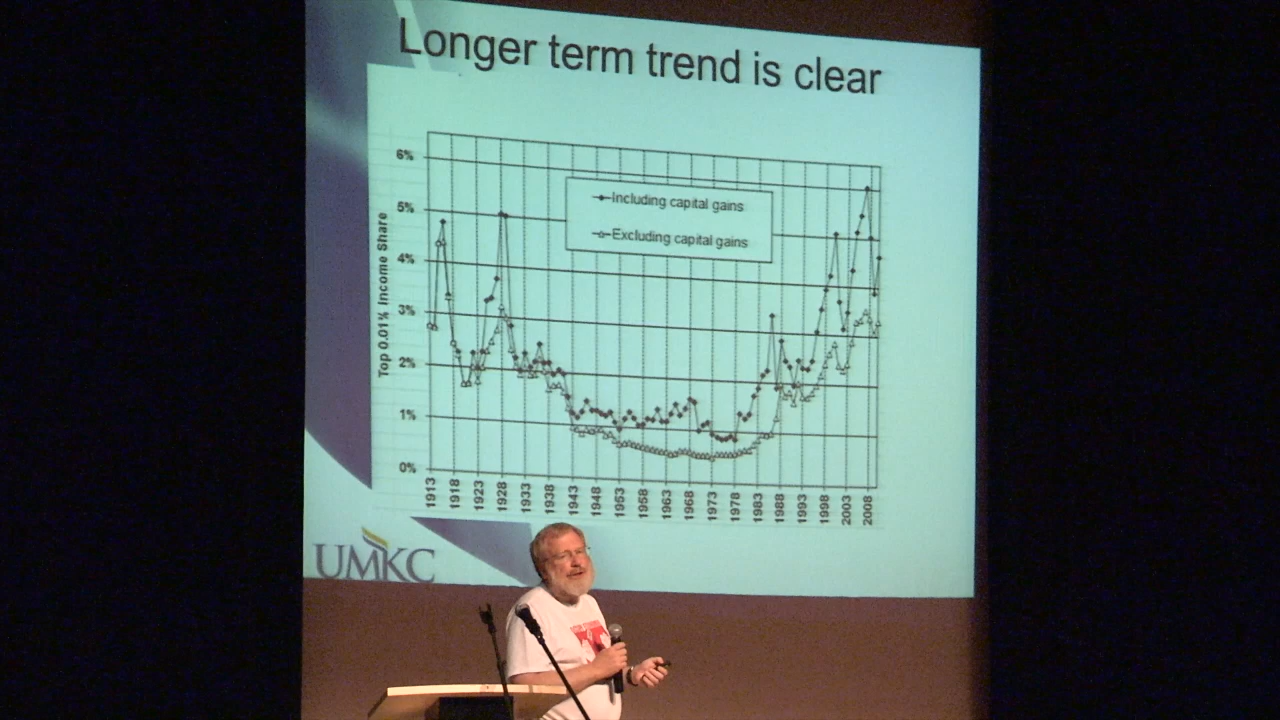 Longer term trend is clear
6%
5%
4%
3%
2%
1%
0%
Top 0.01% Income Share
Including capital gains
Excluding capital gains
1913 1918 1923 1928 1933 1938 1943 1948 1953 1958 1963 1968 1973 1978 1983 1988 1993 1998 2003 2008
UMKC